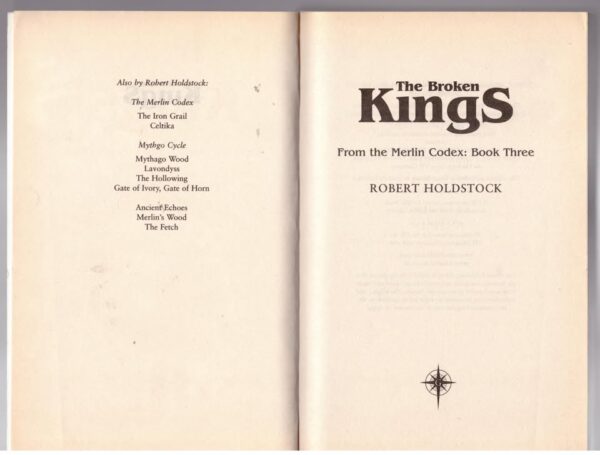 Also by Robert Holdstock:
The Merlin Codex
The Iron Grail
Celtika
Mythgo Cycle
Mythago Wood
Lavondyss
The Hollowing
Gate of Ivory, Gate of Horn
Ancient Echoes
Merlin's Wood
The Fetch
The Broken
KingS
From the Merlin Codex: Book Three
ROBERT HOLDSTOCK